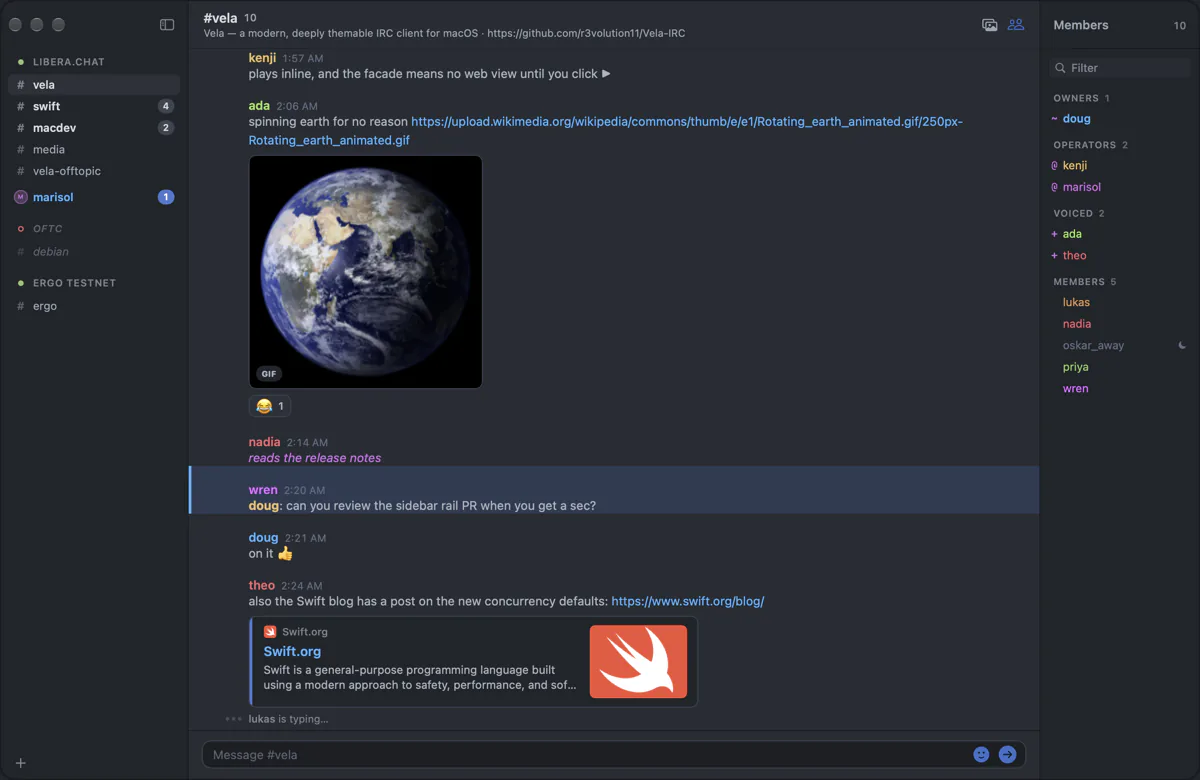 LIBERA.CHAT
# vela
# swift 4
# macdev 2
# media
# vela-offtopic
M marisol 1
OFTC
# debian
ERGO TESTNET
# ergo
+
#vela 10
Vela — a modern, deeply themable IRC client for macOS · https://github.com/r3volution11/Vela-IRC
kenji 1:57 AM
plays inline, and the facade means no web view until you click ▶
ada 2:06 AM
spinning earth for no reason https://upload.wikimedia.org/wikipedia/commons/thumb/e/e1/Rotating_earth_animated.gif/250px-
Rotating_earth_animated.gif
GIF
😂 1
nadia 2:14 AM
reads the release notes
wren 2:20 AM
doug: can you review the sidebar rail PR when you get a sec?
doug 2:21 AM
on it 👍
theo 2:24 AM
also the Swift blog has a post on the new concurrency defaults: https://www.swift.org/blog/
Swift.org
Swift.org
Swift is a general-purpose programming language built
using a modern approach to safety, performance, and sof...
lukas is typing...
Message #vela
Members 10
Filter
OWNERS 1
~ doug
OPERATORS 2
@ kenji
@ marisol
VOICED 2
+ ada
+ theo
MEMBERS 5
lukas
nadia
oskar_away
priya
wren